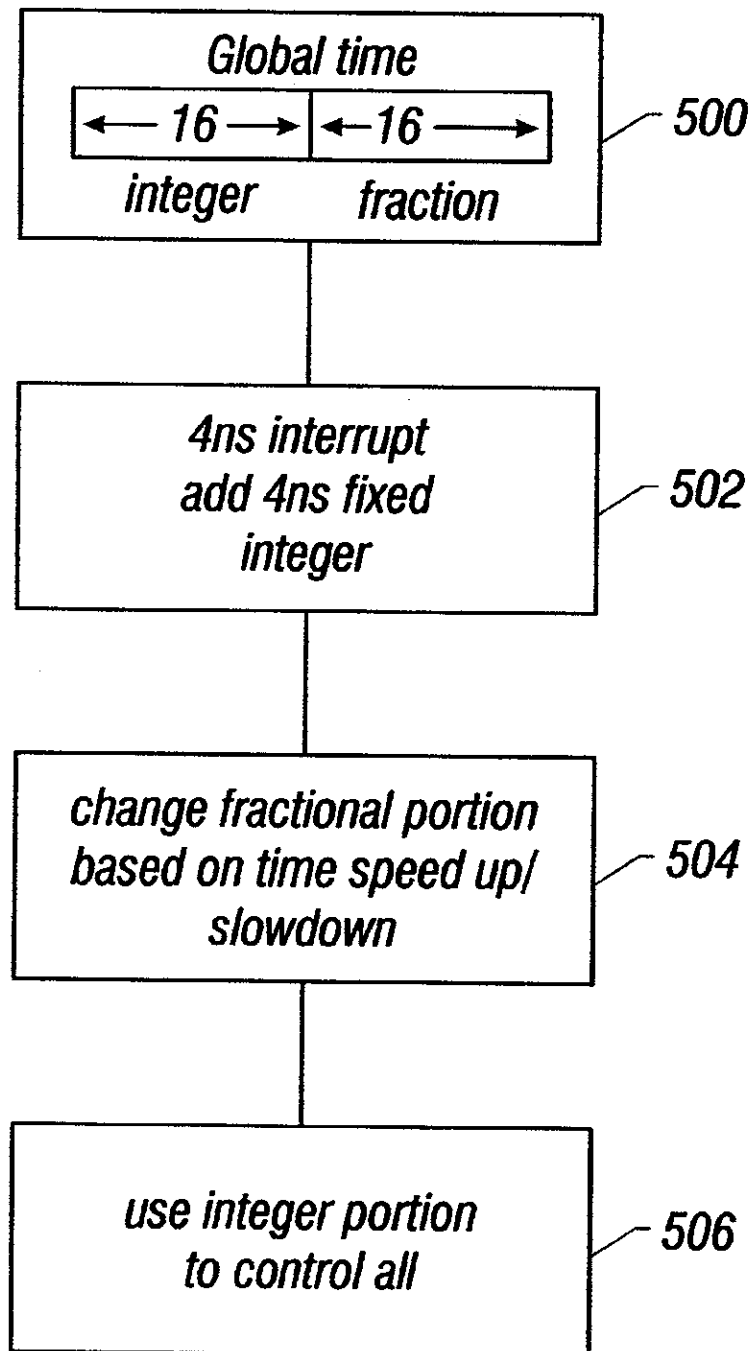 Global time
16 16 500
integer fraction
4ns interrupt
add 4ns fixed 502
integer
change fractional portion
based on time speed up/ 504
slowdown
use integer portion
to control all 506